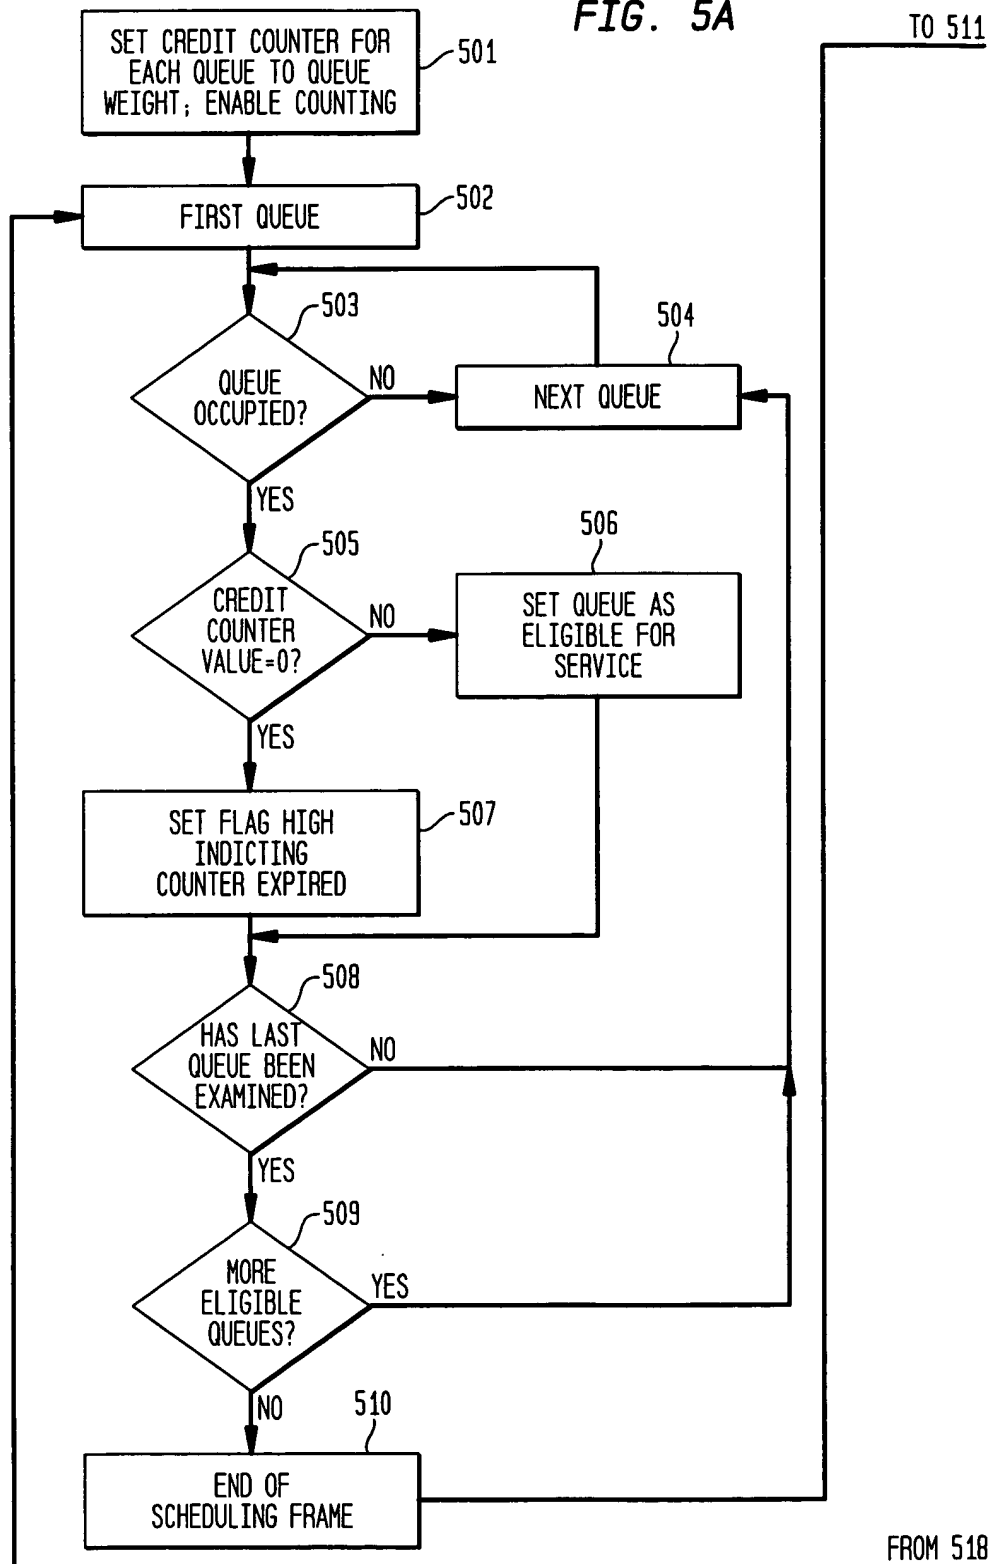 FIG. 5A
TO 511
SET CREDIT COUNTER FOR
EACH QUEUE TO QUEUE
WEIGHT; ENABLE COUNTING
501
FIRST QUEUE
502
503
QUEUE
OCCUPIED?
NO
504
NEXT QUEUE
YES
505
CREDIT
COUNTER
VALUE=0?
NO
506
SET QUEUE AS
ELIGIBLE FOR
SERVICE
YES
SET FLAG HIGH
INDICTING
COUNTER EXPIRED
507
508
HAS LAST
QUEUE BEEN
EXAMINED?
NO
YES
509
MORE
ELIGIBLE
QUEUES?
YES
NO
510
END OF
SCHEDULING FRAME
FROM 518